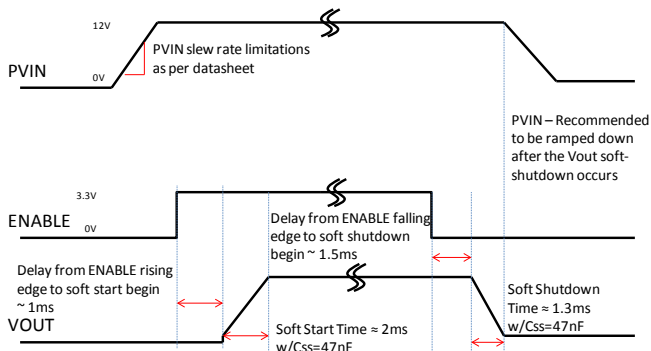 12V
PVIN slew rate limitations
as per datasheet
PVIN
0V
PVIN – Recommended
to be ramped down
after the Vout soft-
shutdown occurs
3.3V
ENABLE
0V
Delay from ENABLE falling
edge to soft shutdown
begin ~ 1.5ms
Delay from ENABLE rising
edge to soft start begin
~ 1ms
VOUT
Soft Start Time ≈ 2ms
w/Css=47nF
Soft Shutdown
Time ≈ 1.3ms
w/Css=47nF